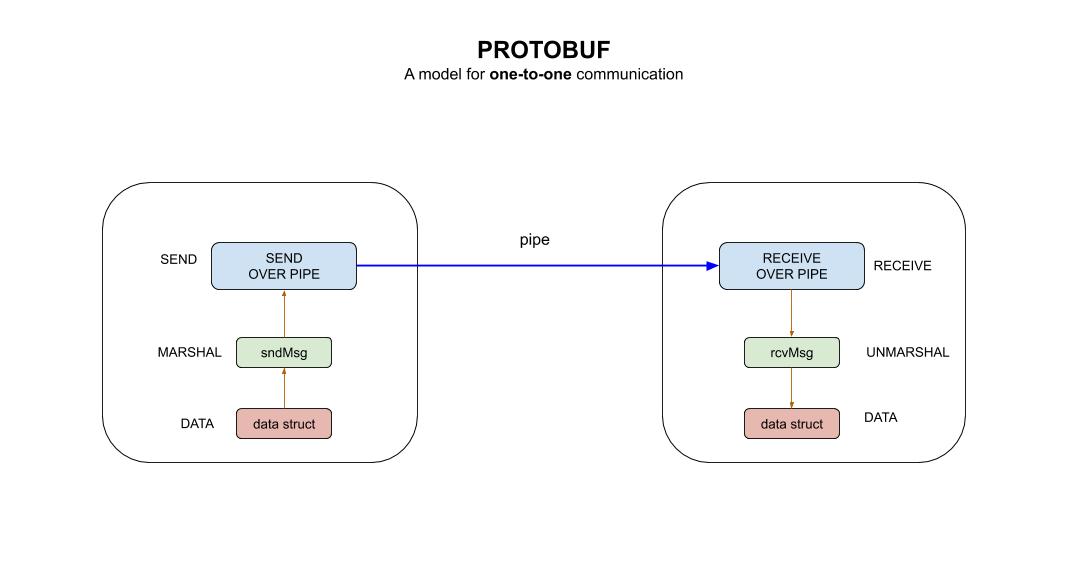 PROTOBUF
A model for one-to-one communication
pipe
SEND
SEND
OVER PIPE
MARSHAL
sndMsg
DATA
data struct
RECEIVE
OVER PIPE
RECEIVE
rcvMsg
UNMARSHAL
data struct
DATA